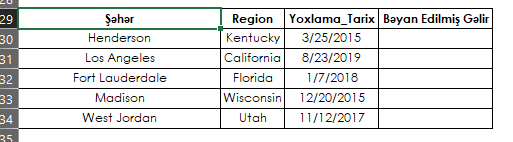 29 Şəhər Region Yoxlama_Tarix Bəyan Edilmiş Gəlir
30 Henderson Kentucky 3/25/2015
31 Los Angeles California 8/23/2019
32 Fort Lauderdale Florida 1/7/2018
33 Madison Wisconsin 12/20/2015
34 West Jordan Utah 11/12/2017
35